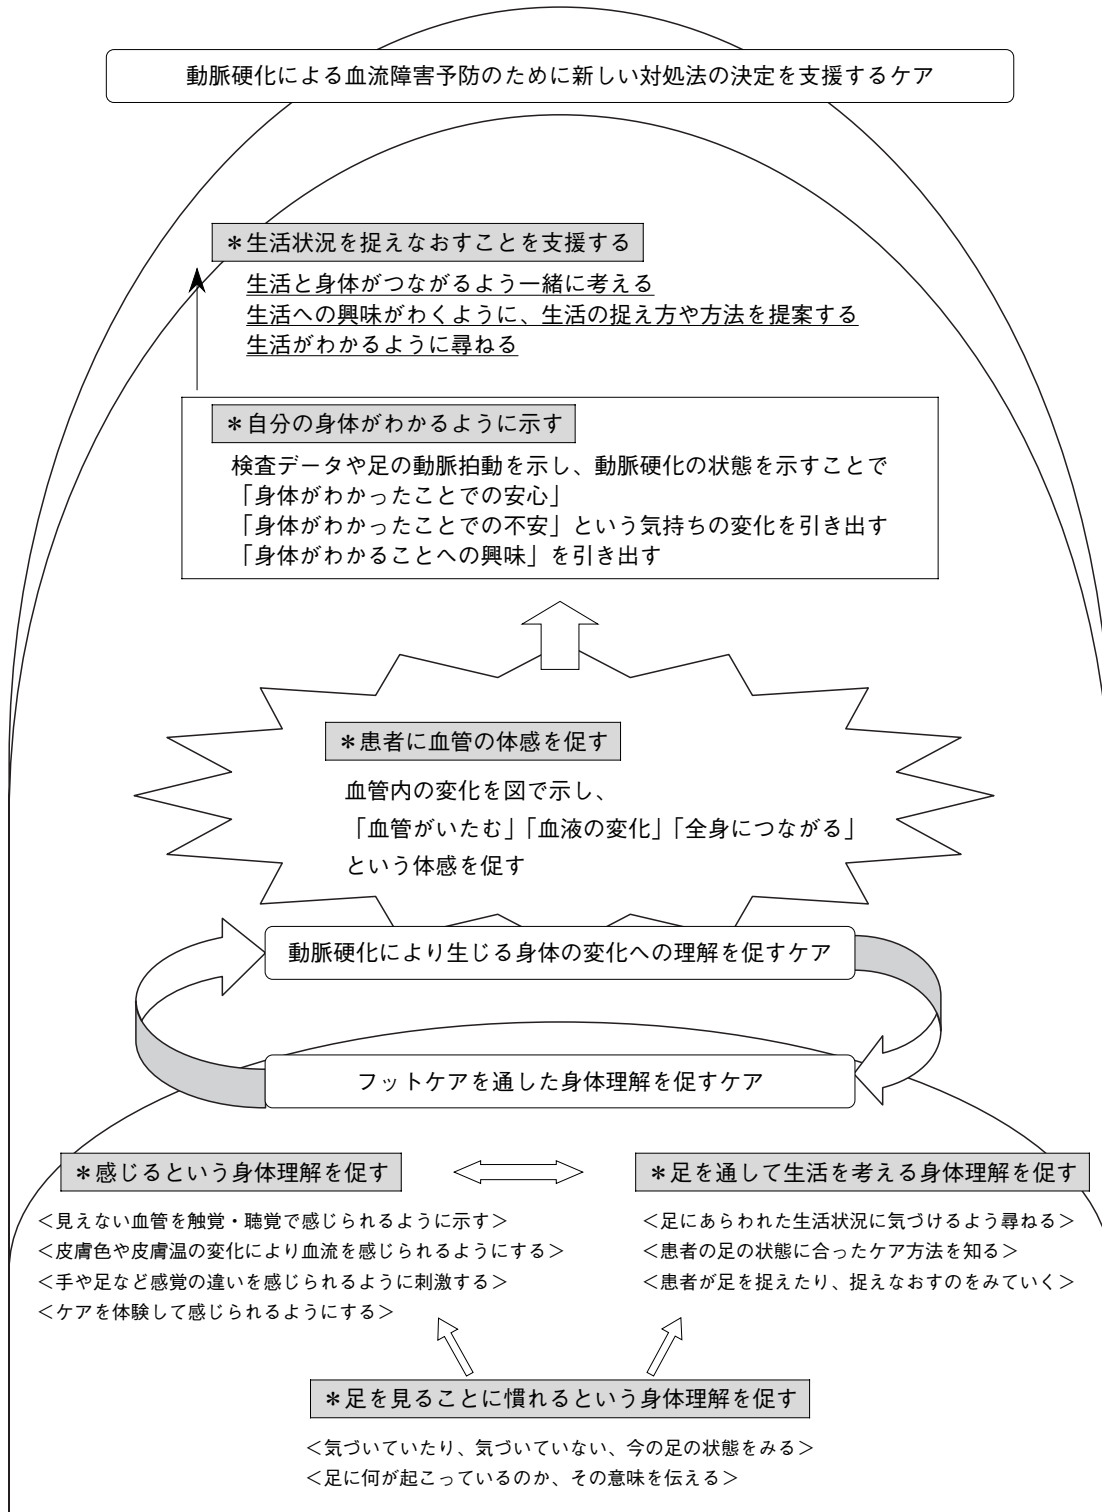 動脈硬化による血流障害予防のために新しい対処法の決定を支援するケア
＊生活状況を捉えなおすことを支援する
生活と身体がつながるよう一緒に考える
生活への興味がわくように、生活の捉え方や方法を提案する
生活がわかるように尋ねる
＊自分の身体がわかるように示す
検査データや足の動脈拍動を示し、動脈硬化の状態を示すことで
「身体がわかったことでの安心」
「身体がわかったことでの不安」という気持ちの変化を引き出す
「身体がわかることへの興味」を引き出す
＊患者に血管の体感を促す
血管内の変化を図で示し、
「血管がいたむ」「血液の変化」「全身につながる」
という体感を促す
動脈硬化により生じる身体の変化への理解を促すケア
フットケアを通した身体理解を促すケア
＊感じるという身体理解を促す
＜見えない血管を触覚・聴覚で感じられるように示す＞
＜皮膚色や皮膚温の変化により血流を感じられるようにする＞
＜手や足など感覚の違いを感じられるように刺激する＞
＜ケアを体験して感じられるようにする＞
＊足を通して生活を考える身体理解を促す
＜足にあらわれた生活状況に気づけるよう尋ねる＞
＜患者の足の状態に合ったケア方法を知る＞
＜患者が足を捉えたり、捉えなおすのをみていく＞
＊足を見ることに慣れるという身体理解を促す
＜気づいていたり、気づいていない、今の足の状態をみる＞
＜足に何が起こっているのか、その意味を伝える＞